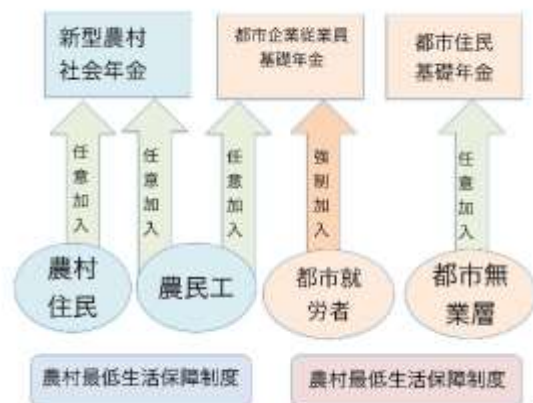 新型農村
社会年金
都市企業従業員
基礎年金
都市住民
基礎年金
任意加入
任意加入
任意加入
強制加入
任意加入
農村
住民
農民工
都市就
労者
都市無
業層
農村最低生活保障制度
農村最低生活保障制度